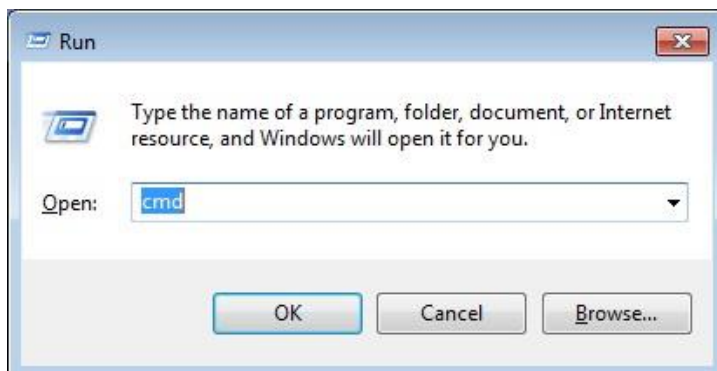 Run
Type the name of a program, folder, document, or Internet
resource, and Windows will open it for you.
Open:
cmd
OK
Cancel
Browse...